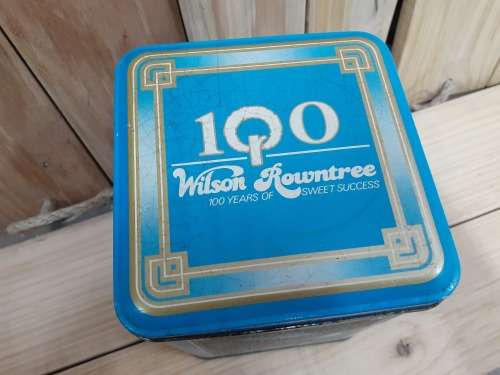 100
Wilson Rowntree
100 YEARS OF SWEET SUCCESS